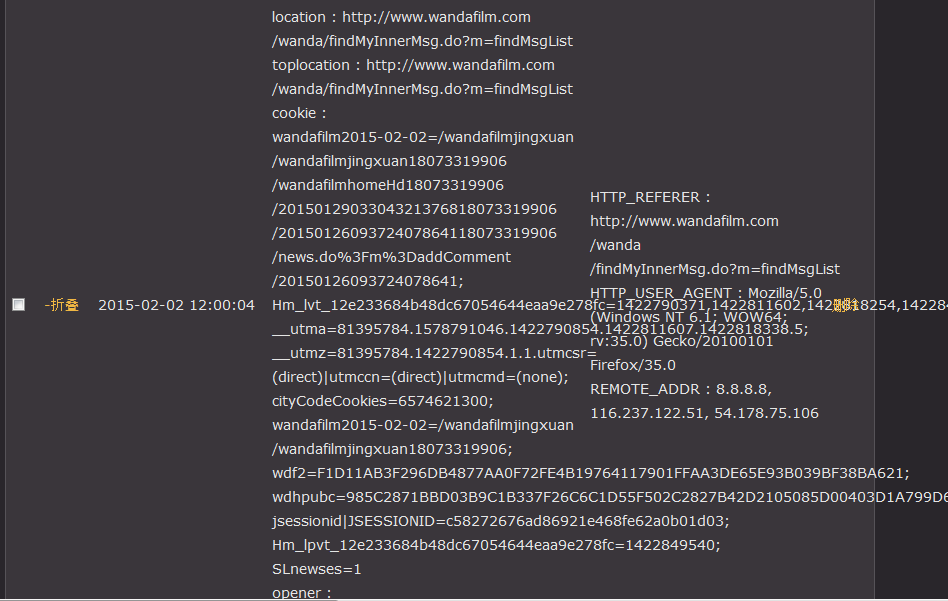 location : http://www.wandafilm.com
/wanda/findMyInnerMsg.do?m=findMsgList
toplocation : http://www.wandafilm.com
/wanda/findMyInnerMsg.do?m=findMsgList
cookie :
wandafilm2015-02-02=/wandafilmjingxuan
/wandafilmjingxuan18073319906
/wandafilmhomeHd18073319906
/20150129033043213768​18073319906
/20150126093724078641​18073319906
/news.do%3Fm%3DaddComment
/20150126093724078641;
-折叠 2015-02-02 12:00:04
Hm_lvt_12e233684b48dc67054644eaa9e278fc=1422790371,1422811602,1422818254,14228
__utma=81395784.1578791046.1422790854.1422811607.1422818338.5;
__utmz=81395784.1422790854.1.1.utmcsr=
(direct)|utmccn=(direct)|utmcmd=(none);
cityCodeCookies=6574621300;
wandafilm2015-02-02=/wandafilmjingxuan
/wandafilmjingxuan18073319906;
wdf2=F1D11AB3F296DB4877AA0F72FE4B19764117901FFAA3DE65E93B039BF38BA621;
wdhpubc=985C2871BBD03B9C1B337F26C6C1D55F502C2827B42D2105085D00403D1A799D6
jsessionid|JSESSIONID=c58272676ad86921e468fe62a0b01d03;
Hm_lpvt_12e233684b48dc67054644eaa9e278fc=1422849540;
SLnewses=1
opener :
HTTP_REFERER :
http://www.wandafilm.com
/wanda
/findMyInnerMsg.do?m=findMsgList
HTTP_USER_AGENT : Mozilla/5.0
(Windows NT 6.1; WOW64;
rv:35.0) Gecko/20100101
Firefox/35.0
REMOTE_ADDR : 8.8.8.8,
116.237.122.51, 54.178.75.106
删除